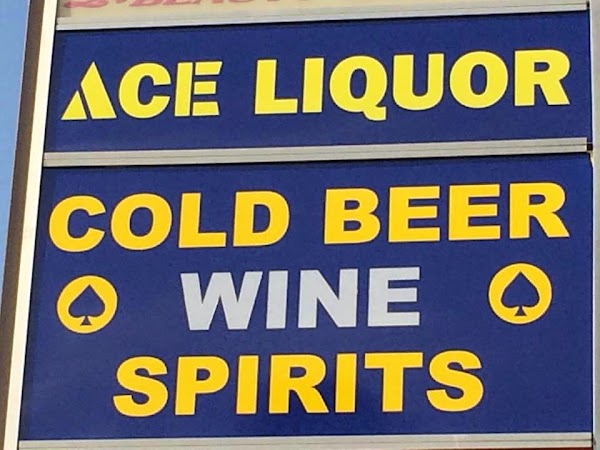 ACE LIQUOR
COLD BEER
WINE
SPIRITS